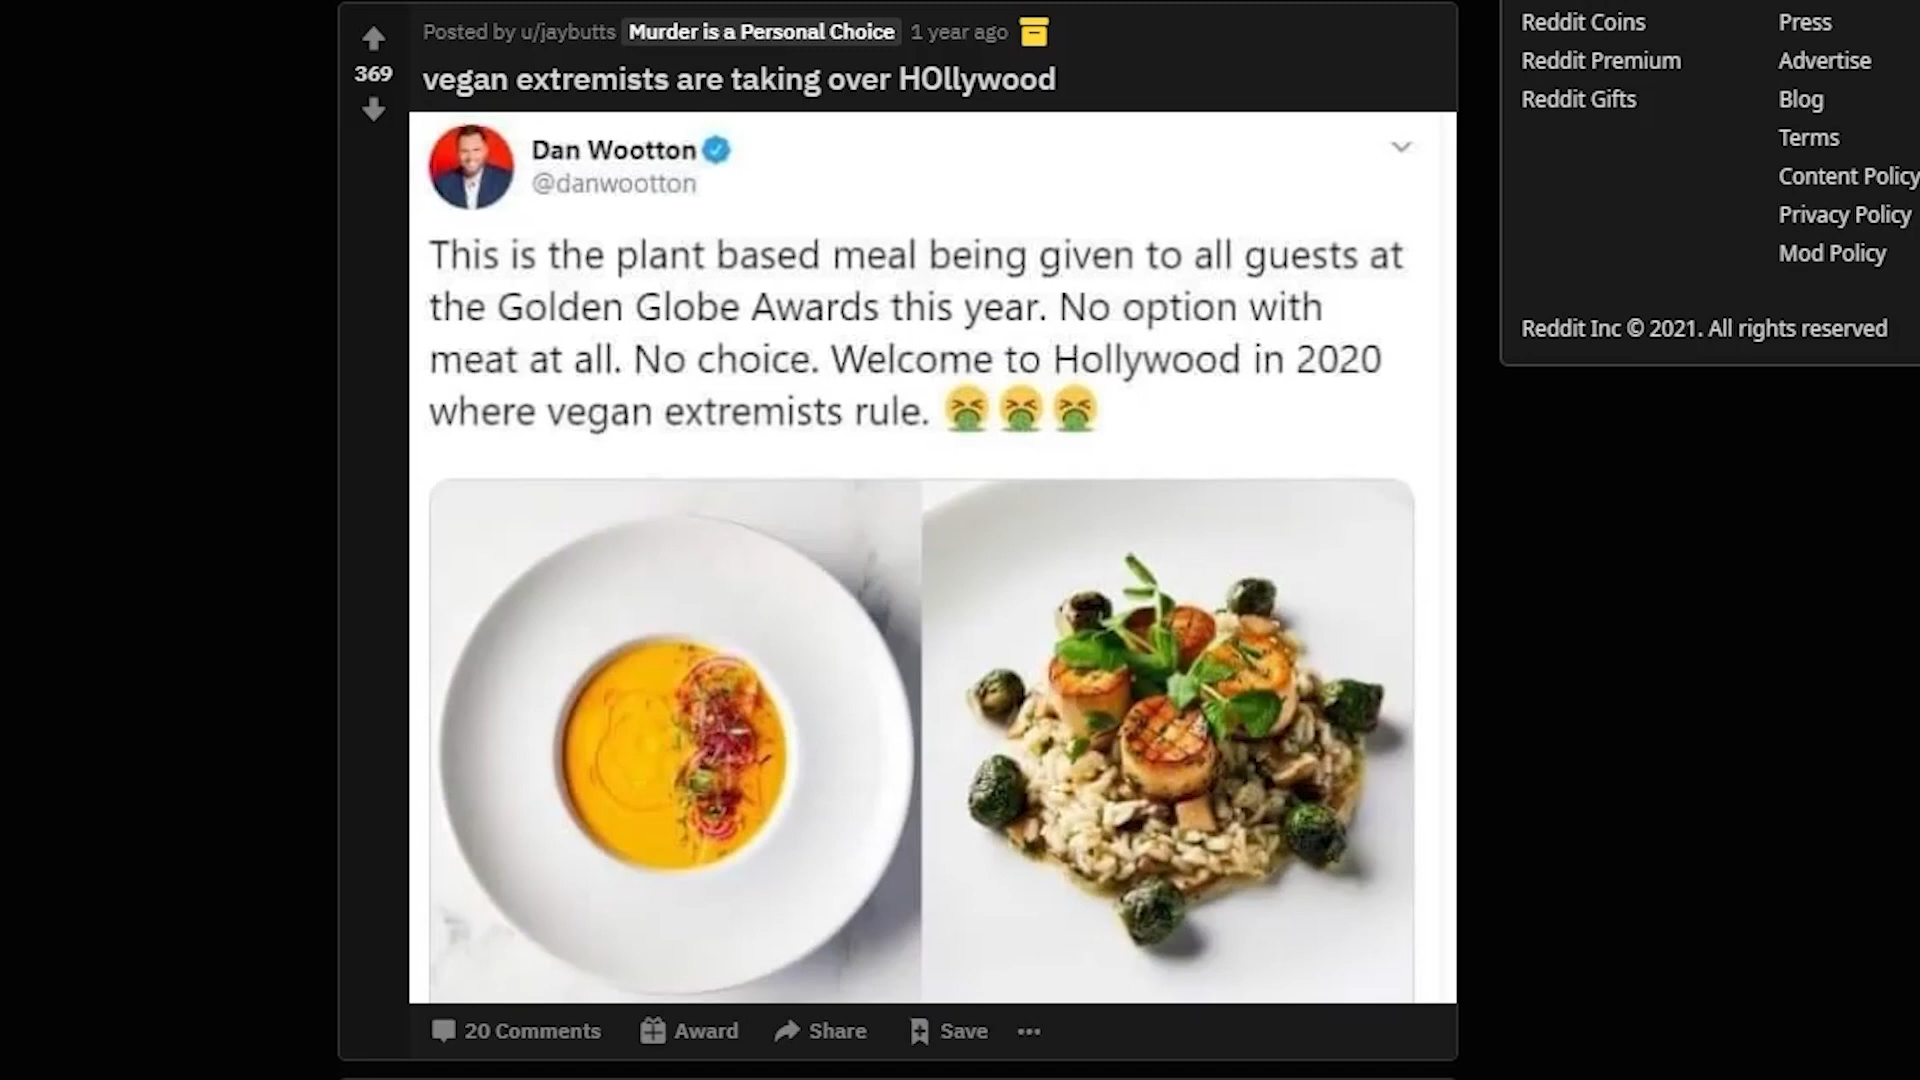 Posted by u/jaybutts Murder is a Personal Choice 1 year ago
369
vegan extremists are taking over HOllywood
Dan Wootton
@danwootton
This is the plant based meal being given to all guests at
the Golden Globe Awards this year. No option with
meat at all. No choice. Welcome to Hollywood in 2020
where vegan extremists rule. 🤮🤮🤮
20 Comments Award Share Save
Reddit Coins
Reddit Premium
Reddit Gifts
Press
Advertise
Blog
Terms
Content Policy
Privacy Policy
Mod Policy
Reddit Inc © 2021. All rights reserved